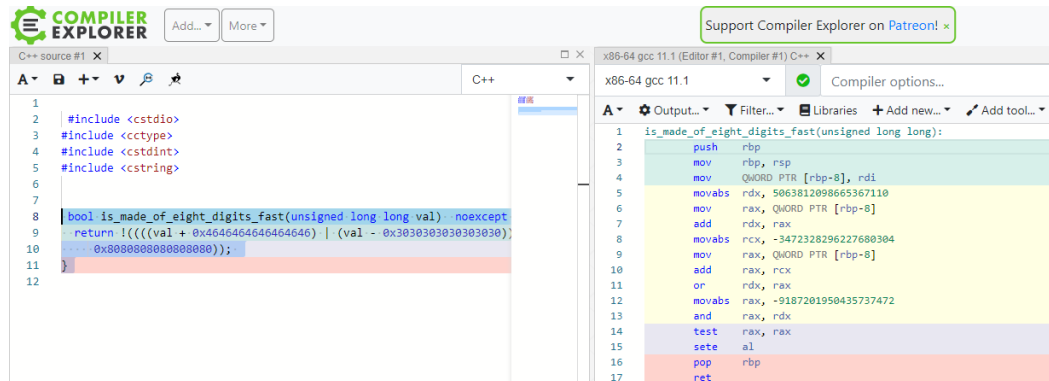 COMPILER
EXPLORER
Add...
More
Support Compiler Explorer on Patreon! ×
C++ source #1 X
A
C++
1
2 #include <cstdio>
3 #include <cctype>
4 #include <cstdint>
5 #include <cstring>
6
7
8 bool is_made_of_eight_digits_fast(unsigned long long val) noexcept
9 return !((((val + 0x4646464646464646) | (val - 0x3030303030303030))
10 0x8080808080808080));
11 }
12
x86-64 gcc 11.1 (Editor #1, Compiler #1) C++ X
x86-64 gcc 11.1
Compiler options...
A Output... Filter... Libraries + Add new... Add tool...
1 is_made_of_eight_digits_fast(unsigned long long):
2 push rbp
3 mov rbp, rsp
4 mov QWORD PTR [rbp-8], rdi
5 movabs rdx, 5063812098665367110
6 mov rax, QWORD PTR [rbp-8]
7 add rdx, rax
8 movabs rcx, -3472328296227680304
9 mov rax, QWORD PTR [rbp-8]
10 add rax, rcx
11 or rdx, rax
12 movabs rax, -9187201950435737472
13 and rax, rdx
14 test rax, rax
15 sete al
16 pop rbp
17 ret